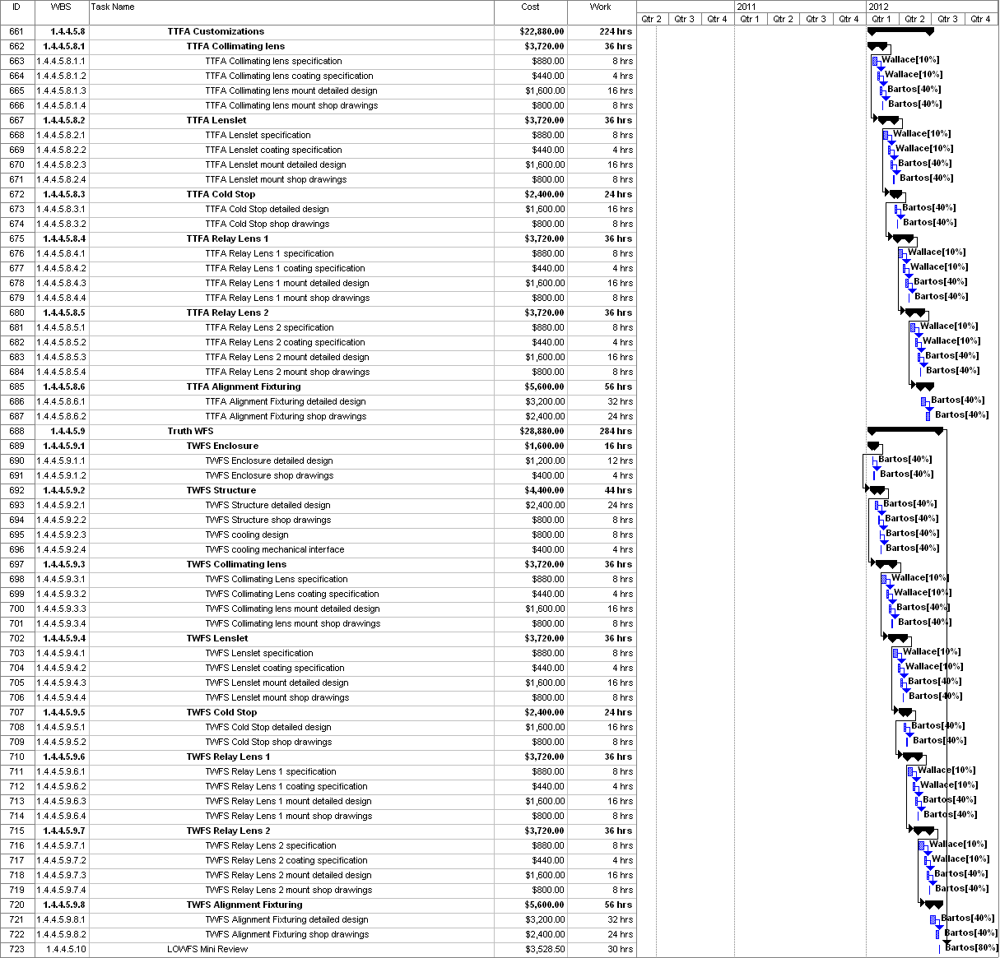 ID WBS Task Name Cost Work 2011 2012
Qtr 2 Qtr 3 Qtr 4 Qtr 1 Qtr 2 Qtr 3 Qtr 4 Qtr 1 Qtr 2 Qtr 3 Qtr 4
661 1.4.4.5.8 TTFA Customizations $22,880.00 224 hrs
662 1.4.4.5.8.1 TTFA Collimating lens $3,720.00 36 hrs
663 1.4.4.5.8.1.1 TTFA Collimating lens specification $880.00 8 hrs Wallace[10%]
664 1.4.4.5.8.1.2 TTFA Collimating lens coating specification $440.00 4 hrs Wallace[10%]
665 1.4.4.5.8.1.3 TTFA Collimating lens mount detailed design $1,600.00 16 hrs Bartos[40%]
666 1.4.4.5.8.1.4 TTFA Collimating lens mount shop drawings $800.00 8 hrs Bartos[40%]
667 1.4.4.5.8.2 TTFA Lenslet $3,720.00 36 hrs
668 1.4.4.5.8.2.1 TTFA Lenslet specification $880.00 8 hrs Wallace[10%]
669 1.4.4.5.8.2.2 TTFA Lenslet coating specification $440.00 4 hrs Wallace[10%]
670 1.4.4.5.8.2.3 TTFA Lenslet mount detailed design $1,600.00 16 hrs Bartos[40%]
671 1.4.4.5.8.2.4 TTFA Lenslet mount shop drawings $800.00 8 hrs Bartos[40%]
672 1.4.4.5.8.3 TTFA Cold Stop $2,400.00 24 hrs
673 1.4.4.5.8.3.1 TTFA Cold Stop detailed design $1,600.00 16 hrs Bartos[40%]
674 1.4.4.5.8.3.2 TTFA Cold Stop shop drawings $800.00 8 hrs Bartos[40%]
675 1.4.4.5.8.4 TTFA Relay Lens 1 $3,720.00 36 hrs
676 1.4.4.5.8.4.1 TTFA Relay Lens 1 specification $880.00 8 hrs Wallace[10%]
677 1.4.4.5.8.4.2 TTFA Relay Lens 1 coating specification $440.00 4 hrs Wallace[10%]
678 1.4.4.5.8.4.3 TTFA Relay Lens 1 mount detailed design $1,600.00 16 hrs Bartos[40%]
679 1.4.4.5.8.4.4 TTFA Relay Lens 1 mount shop drawings $800.00 8 hrs Bartos[40%]
680 1.4.4.5.8.5 TTFA Relay Lens 2 $3,720.00 36 hrs
681 1.4.4.5.8.5.1 TTFA Relay Lens 2 specification $880.00 8 hrs Wallace[10%]
682 1.4.4.5.8.5.2 TTFA Relay Lens 2 coating specification $440.00 4 hrs Wallace[10%]
683 1.4.4.5.8.5.3 TTFA Relay Lens 2 mount detailed design $1,600.00 16 hrs Bartos[40%]
684 1.4.4.5.8.5.4 TTFA Relay Lens 2 mount shop drawings $800.00 8 hrs Bartos[40%]
685 1.4.4.5.8.6 TTFA Alignment Fixturing $5,600.00 56 hrs
686 1.4.4.5.8.6.1 TTFA Alignment Fixturing detailed design $3,200.00 32 hrs Bartos[40%]
687 1.4.4.5.8.6.2 TTFA Alignment Fixturing shop drawings $2,400.00 24 hrs Bartos[40%]
688 1.4.4.5.9 Truth WFS $28,880.00 284 hrs
689 1.4.4.5.9.1 TWFS Enclosure $1,600.00 16 hrs
690 1.4.4.5.9.1.1 TWFS Enclosure detailed design $1,200.00 12 hrs Bartos[40%]
691 1.4.4.5.9.1.2 TWFS Enclosure shop drawings $400.00 4 hrs Bartos[40%]
692 1.4.4.5.9.2 TWFS Structure $4,400.00 44 hrs
693 1.4.4.5.9.2.1 TWFS Structure detailed design $2,400.00 24 hrs Bartos[40%]
694 1.4.4.5.9.2.2 TWFS Structure shop drawings $800.00 8 hrs Bartos[40%]
695 1.4.4.5.9.2.3 TWFS cooling design $800.00 8 hrs Bartos[40%]
696 1.4.4.5.9.2.4 TWFS cooling mechanical interface $400.00 4 hrs Bartos[40%]
697 1.4.4.5.9.3 TWFS Collimating lens $3,720.00 36 hrs
698 1.4.4.5.9.3.1 TWFS Collimating Lens specification $880.00 8 hrs Wallace[10%]
699 1.4.4.5.9.3.2 TWFS Collimating Lens coating specification $440.00 4 hrs Wallace[10%]
700 1.4.4.5.9.3.3 TWFS Collimating lens mount detailed design $1,600.00 16 hrs Bartos[40%]
701 1.4.4.5.9.3.4 TWFS Collimating lens mount shop drawings $800.00 8 hrs Bartos[40%]
702 1.4.4.5.9.4 TWFS Lenslet $3,720.00 36 hrs
703 1.4.4.5.9.4.1 TWFS Lenslet specification $880.00 8 hrs Wallace[10%]
704 1.4.4.5.9.4.2 TWFS Lenslet coating specification $440.00 4 hrs Wallace[10%]
705 1.4.4.5.9.4.3 TWFS Lenslet mount detailed design $1,600.00 16 hrs Bartos[40%]
706 1.4.4.5.9.4.4 TWFS Lenslet mount shop drawings $800.00 8 hrs Bartos[40%]
707 1.4.4.5.9.5 TWFS Cold Stop $2,400.00 24 hrs
708 1.4.4.5.9.5.1 TWFS Cold Stop detailed design $1,600.00 16 hrs Bartos[40%]
709 1.4.4.5.9.5.2 TWFS Cold Stop shop drawings $800.00 8 hrs Bartos[40%]
710 1.4.4.5.9.6 TWFS Relay Lens 1 $3,720.00 36 hrs
711 1.4.4.5.9.6.1 TWFS Relay Lens 1 specification $880.00 8 hrs Wallace[10%]
712 1.4.4.5.9.6.2 TWFS Relay Lens 1 coating specification $440.00 4 hrs Wallace[10%]
713 1.4.4.5.9.6.3 TWFS Relay Lens 1 mount detailed design $1,600.00 16 hrs Bartos[40%]
714 1.4.4.5.9.6.4 TWFS Relay Lens 1 mount shop drawings $800.00 8 hrs Bartos[40%]
715 1.4.4.5.9.7 TWFS Relay Lens 2 $3,720.00 36 hrs
716 1.4.4.5.9.7.1 TWFS Relay Lens 2 specification $880.00 8 hrs Wallace[10%]
717 1.4.4.5.9.7.2 TWFS Relay Lens 2 coating specification $440.00 4 hrs Wallace[10%]
718 1.4.4.5.9.7.3 TWFS Relay Lens 2 mount detailed design $1,600.00 16 hrs Bartos[40%]
719 1.4.4.5.9.7.4 TWFS Relay Lens 2 mount shop drawings $800.00 8 hrs Bartos[40%]
720 1.4.4.5.9.8 TWFS Alignment Fixturing $5,600.00 56 hrs
721 1.4.4.5.9.8.1 TWFS Alignment Fixturing detailed design $3,200.00 32 hrs Bartos[40%]
722 1.4.4.5.9.8.2 TWFS Alignment Fixturing shop drawings $2,400.00 24 hrs Bartos[40%]
723 1.4.4.5.10 LOWFS Mini Review $3,528.50 30 hrs Bartos[80%]